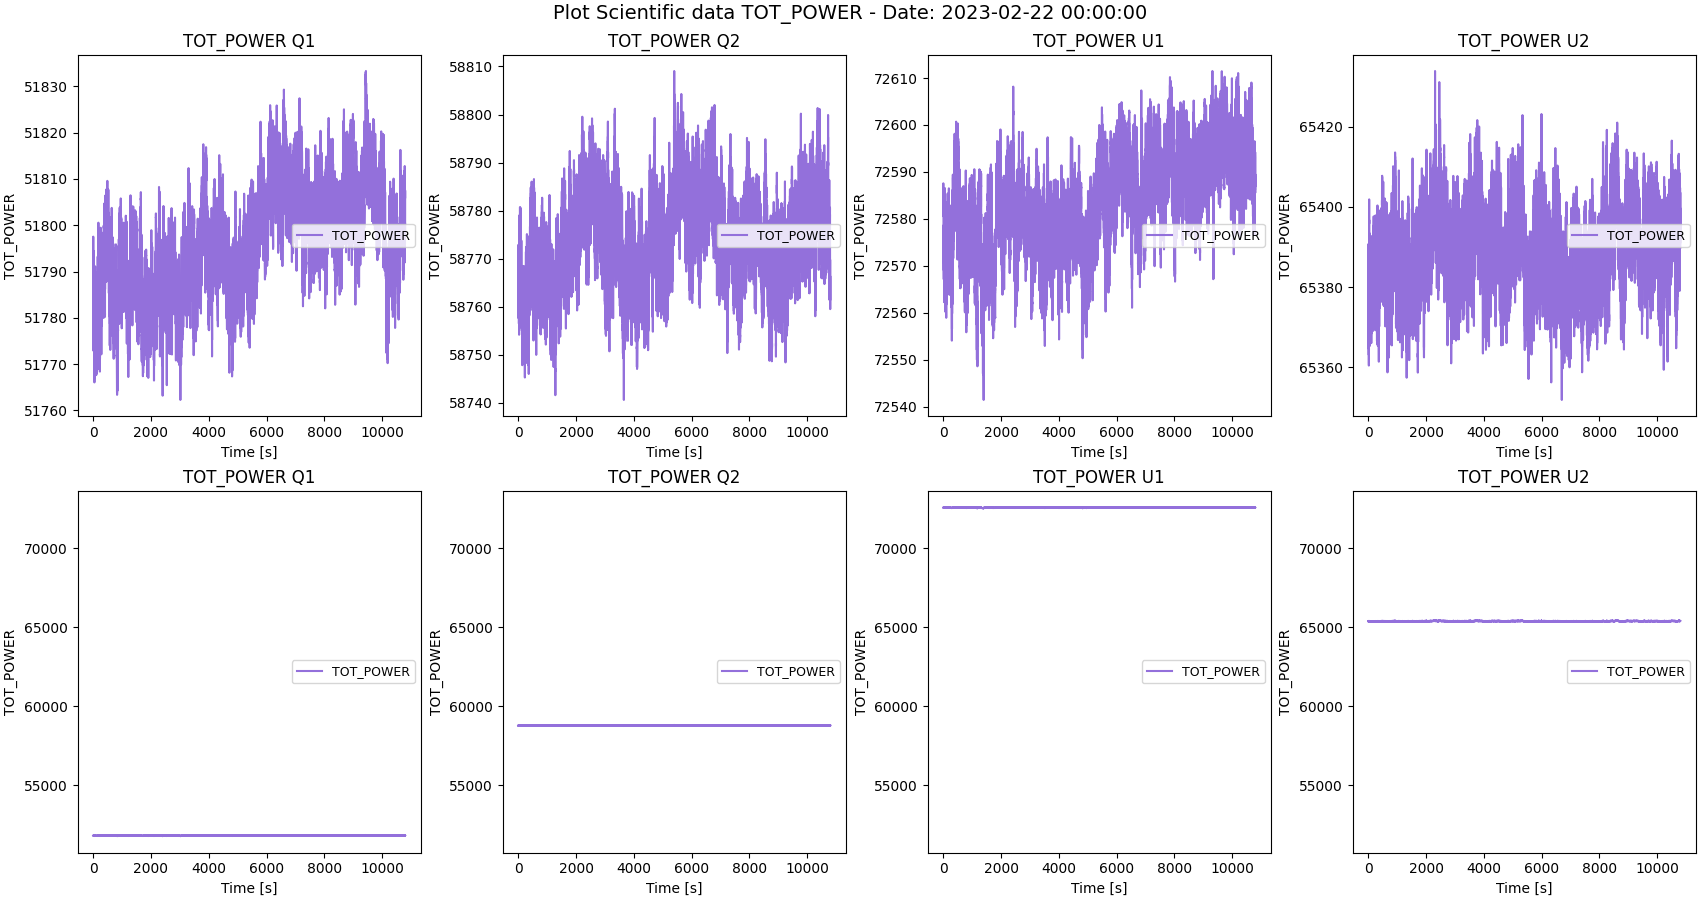 Plot Scientific data TOT_POWER - Date: 2023-02-22 00:00:00
TOT_POWER Q1
TOT_POWER
51830
51820
51810
51800
51790
51780
51770
51760
TOT_POWER
0 2000 4000 6000 8000 10000
Time [s]
TOT_POWER Q2
TOT_POWER
58810
58800
58790
58780
58770
58760
58750
58740
TOT_POWER
0 2000 4000 6000 8000 10000
Time [s]
TOT_POWER U1
TOT_POWER
72610
72600
72590
72580
72570
72560
72550
72540
TOT_POWER
0 2000 4000 6000 8000 10000
Time [s]
TOT_POWER U2
TOT_POWER
65420
65400
65380
65360
TOT_POWER
0 2000 4000 6000 8000 10000
Time [s]
TOT_POWER Q1
TOT_POWER
70000
65000
60000
55000
TOT_POWER
0 2000 4000 6000 8000 10000
Time [s]
TOT_POWER Q2
TOT_POWER
70000
65000
60000
55000
TOT_POWER
0 2000 4000 6000 8000 10000
Time [s]
TOT_POWER U1
TOT_POWER
70000
65000
60000
55000
TOT_POWER
0 2000 4000 6000 8000 10000
Time [s]
TOT_POWER U2
TOT_POWER
70000
65000
60000
55000
TOT_POWER
0 2000 4000 6000 8000 10000
Time [s]